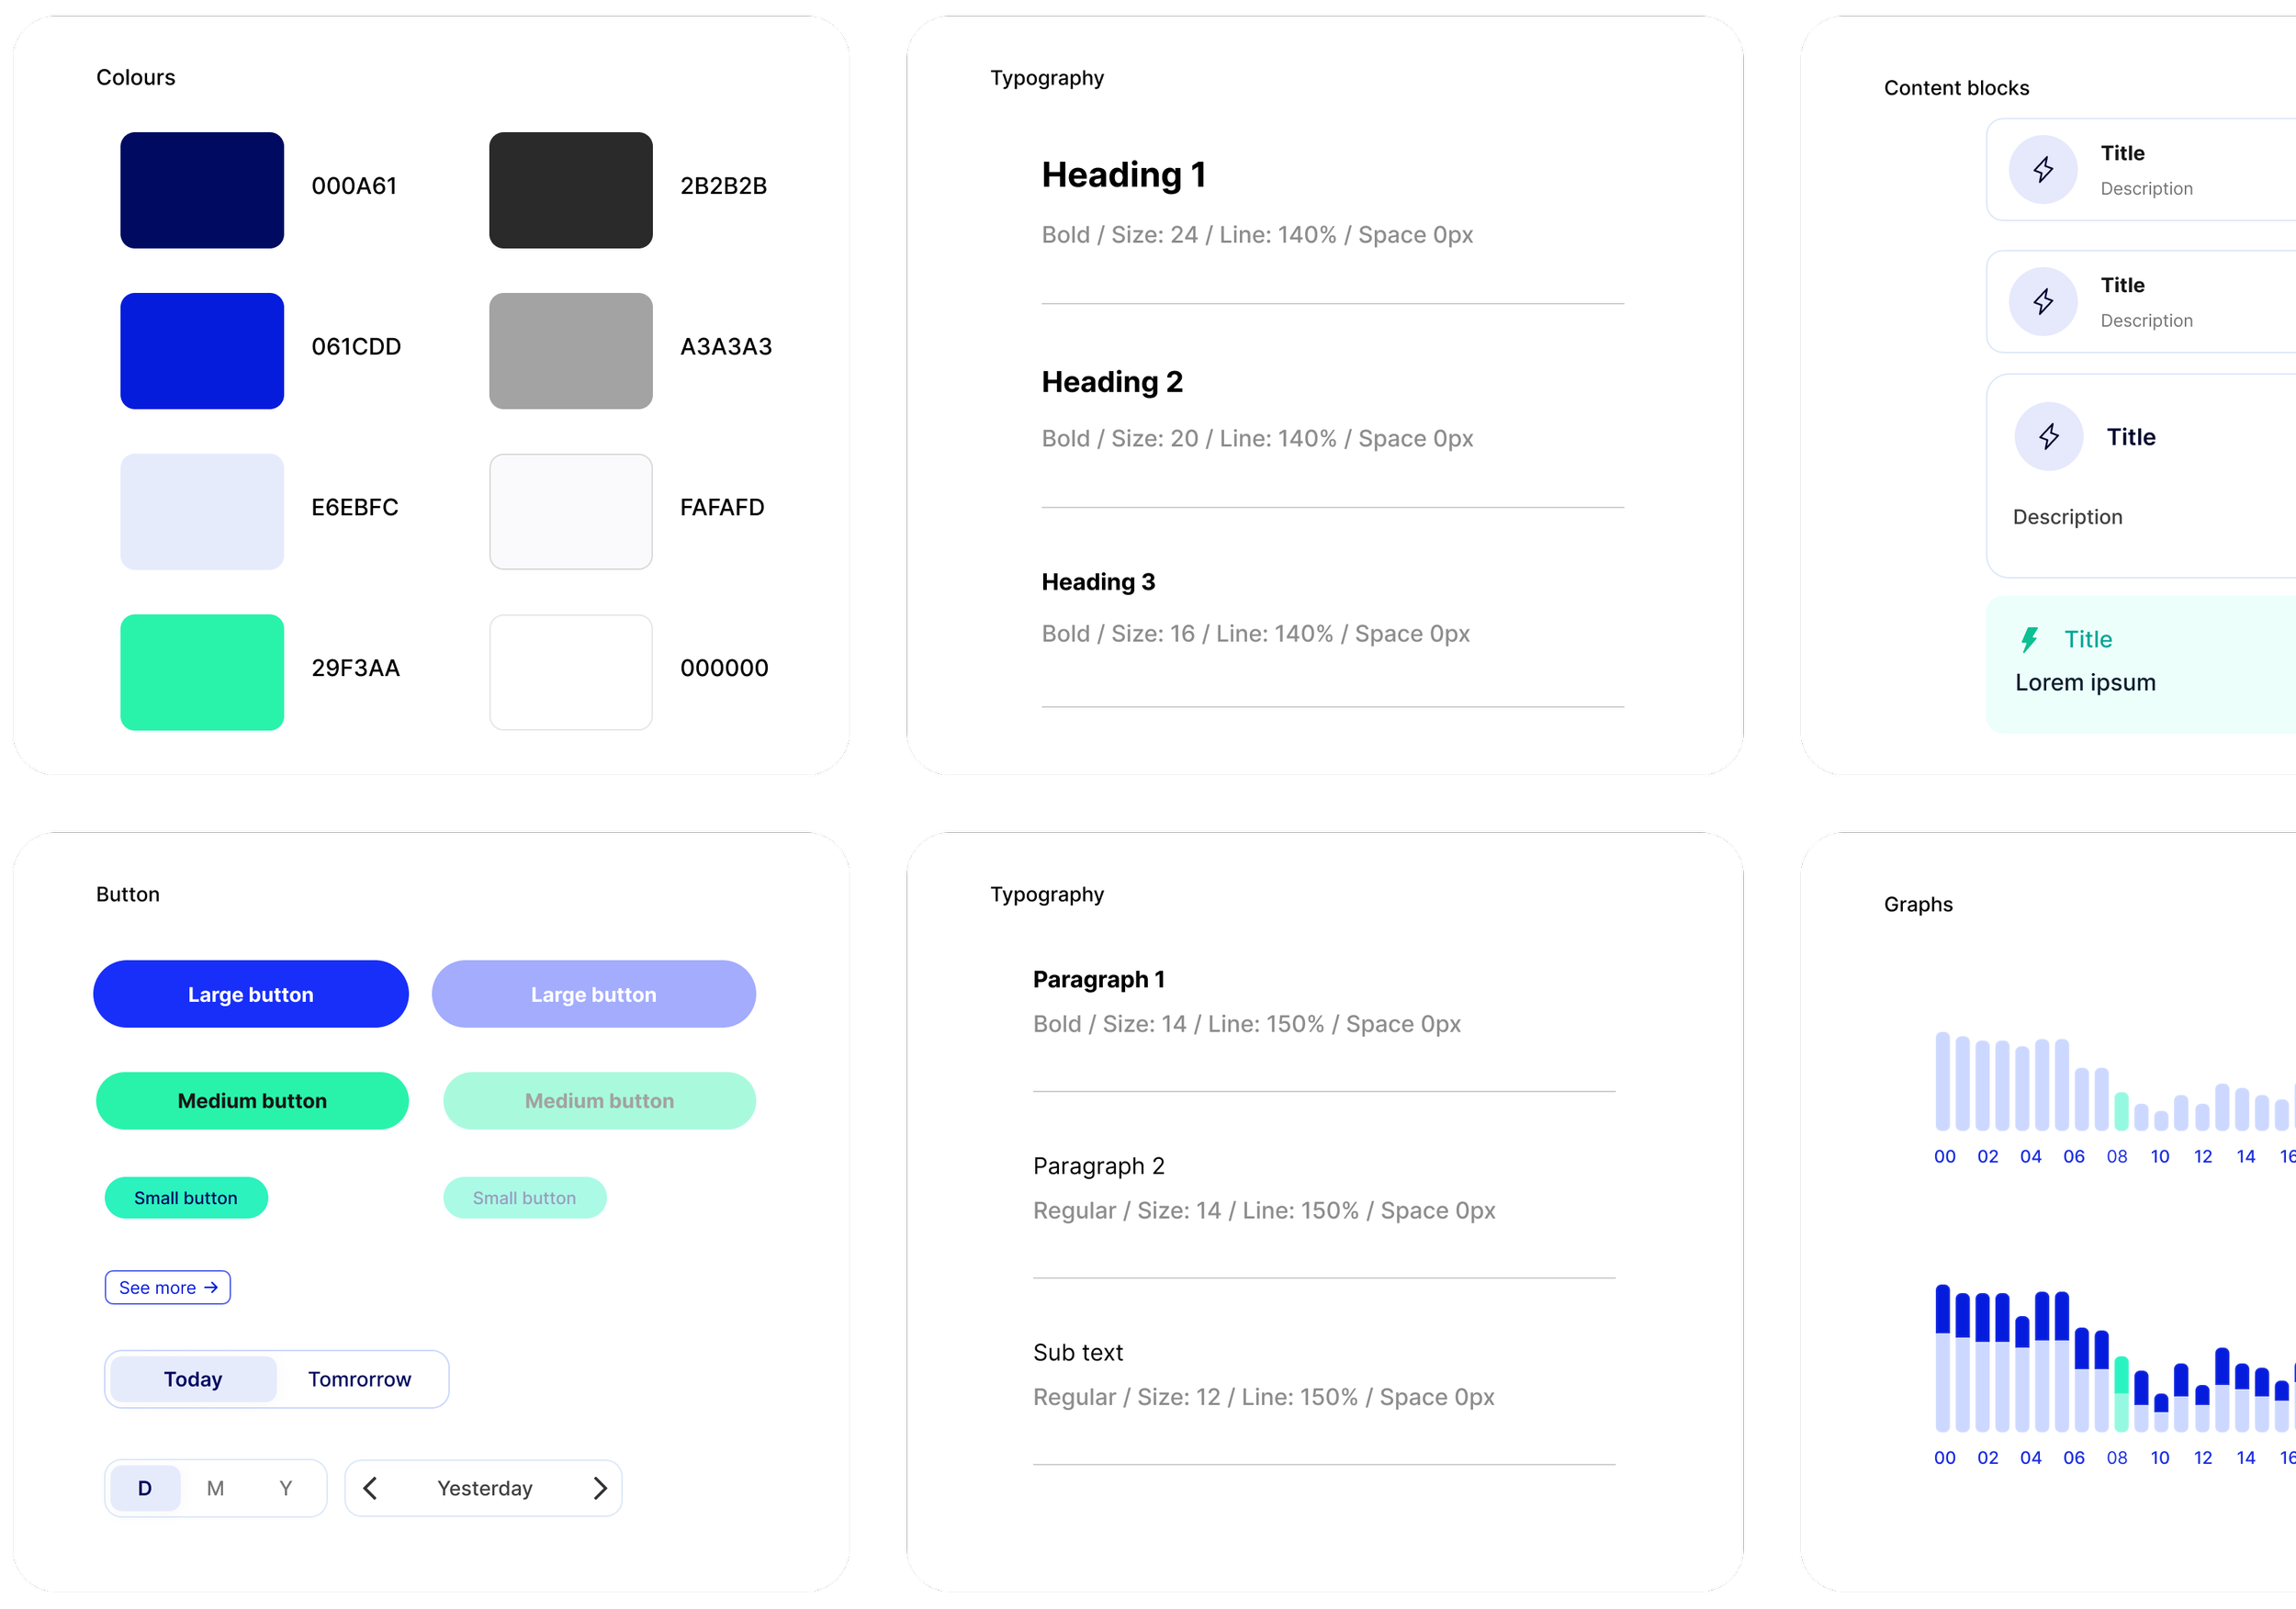 Colours
000A61
2B2B2B
061CDD
A3A3A3
E6EBFC
FAFAFD
29F3AA
000000
Typography
Heading 1
Bold / Size: 24 / Line: 140% / Space 0px
Heading 2
Bold / Size: 20 / Line: 140% / Space 0px
Heading 3
Bold / Size: 16 / Line: 140% / Space 0px
Content blocks
Title
Description
Title
Description
Title
Description
Title
Lorem ipsum
Button
Large button
Large button
Medium button
Medium button
Small button
Small button
See more →
Today
Tomrorrow
D M Y
Yesterday
Typography
Paragraph 1
Bold / Size: 14 / Line: 150% / Space 0px
Paragraph 2
Regular / Size: 14 / Line: 150% / Space 0px
Sub text
Regular / Size: 12 / Line: 150% / Space 0px
Graphs
00 02 04 06 08 10 12 14 16
00 02 04 06 08 10 12 14 16